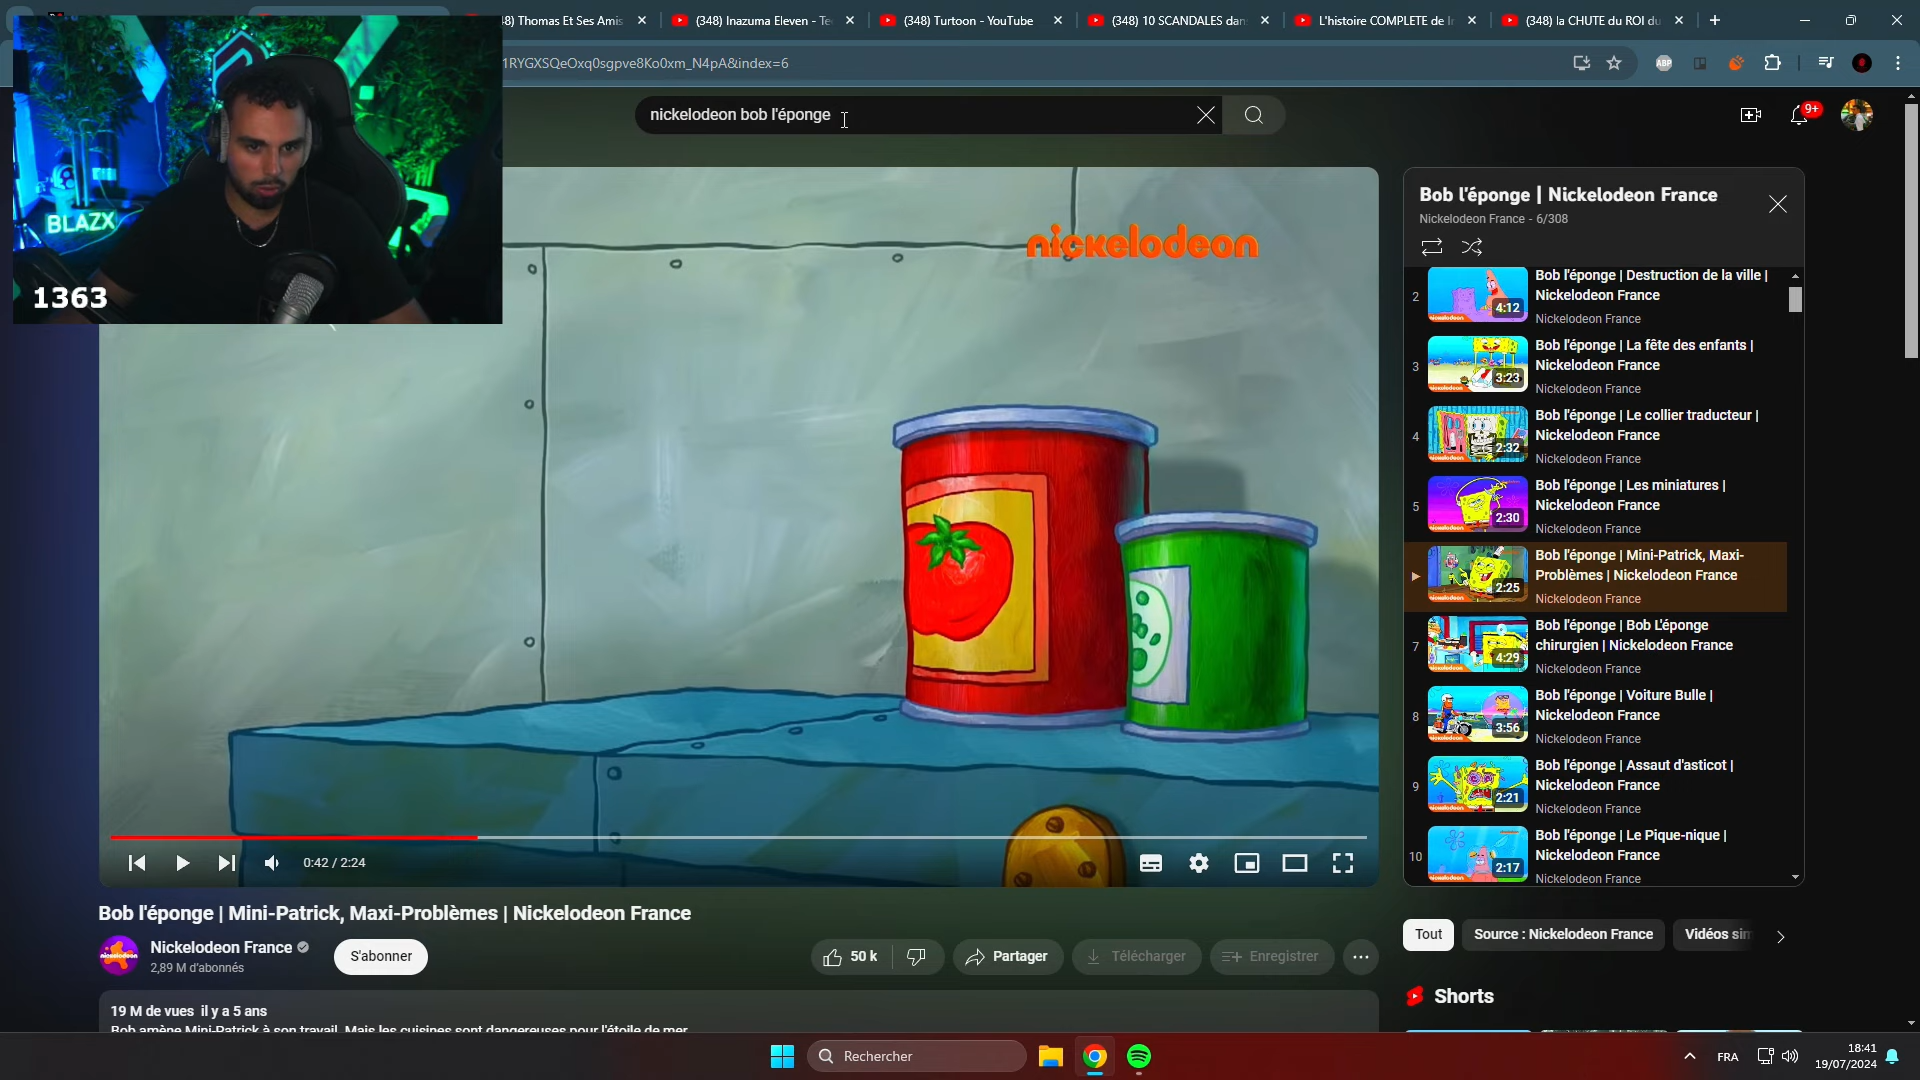 48) Thomas Et Ses Amis
(348) Inazuma Eleven - Te
(348) Turtoon - YouTube
(348) 10 SCANDALES dan
L'histoire COMPLETE de
(348) la CHUTE du ROI du
1RYGXSQeOxq0sgpve8Ko0xm_N4pA&index=6
ABP
nickelodeon bob l'éponge
9+
BLAZX
1363
nickelodeon
Bob l'éponge | Nickelodeon France
Nickelodeon France - 6/308
2
4:12
Bob l'éponge | Destruction de la ville |
Nickelodeon France
Nickelodeon France
3
3:23
Bob l'éponge | La fête des enfants |
Nickelodeon France
Nickelodeon France
4
2:32
Bob l'éponge | Le collier traducteur |
Nickelodeon France
Nickelodeon France
5
2:30
Bob l'éponge | Les miniatures |
Nickelodeon France
Nickelodeon France
2:25
Bob l'éponge | Mini-Patrick, Maxi-
Problèmes | Nickelodeon France
Nickelodeon France
7
4:29
Bob l'éponge | Bob L'éponge
chirurgien | Nickelodeon France
Nickelodeon France
8
3:56
Bob l'éponge | Voiture Bulle |
Nickelodeon France
Nickelodeon France
9
2:21
Bob l'éponge | Assaut d'asticot |
Nickelodeon France
Nickelodeon France
10
2:17
Bob l'éponge | Le Pique-nique |
Nickelodeon France
Nickelodeon France
0:42 / 2:24
Bob l'éponge | Mini-Patrick, Maxi-Problèmes | Nickelodeon France
Nickelodeon France
2,89 M d'abonnés
S'abonner
50 k
Partager
Télécharger
Enregistrer
Tout
Source : Nickelodeon France
Vidéos sim
Shorts
19 M de vues il y a 5 ans
Bob amène Mini-Patrick à son travail. Mais les cuisines sont dangereuses pour l'étoile de mer
Rechercher
FRA
18:41
19/07/2024